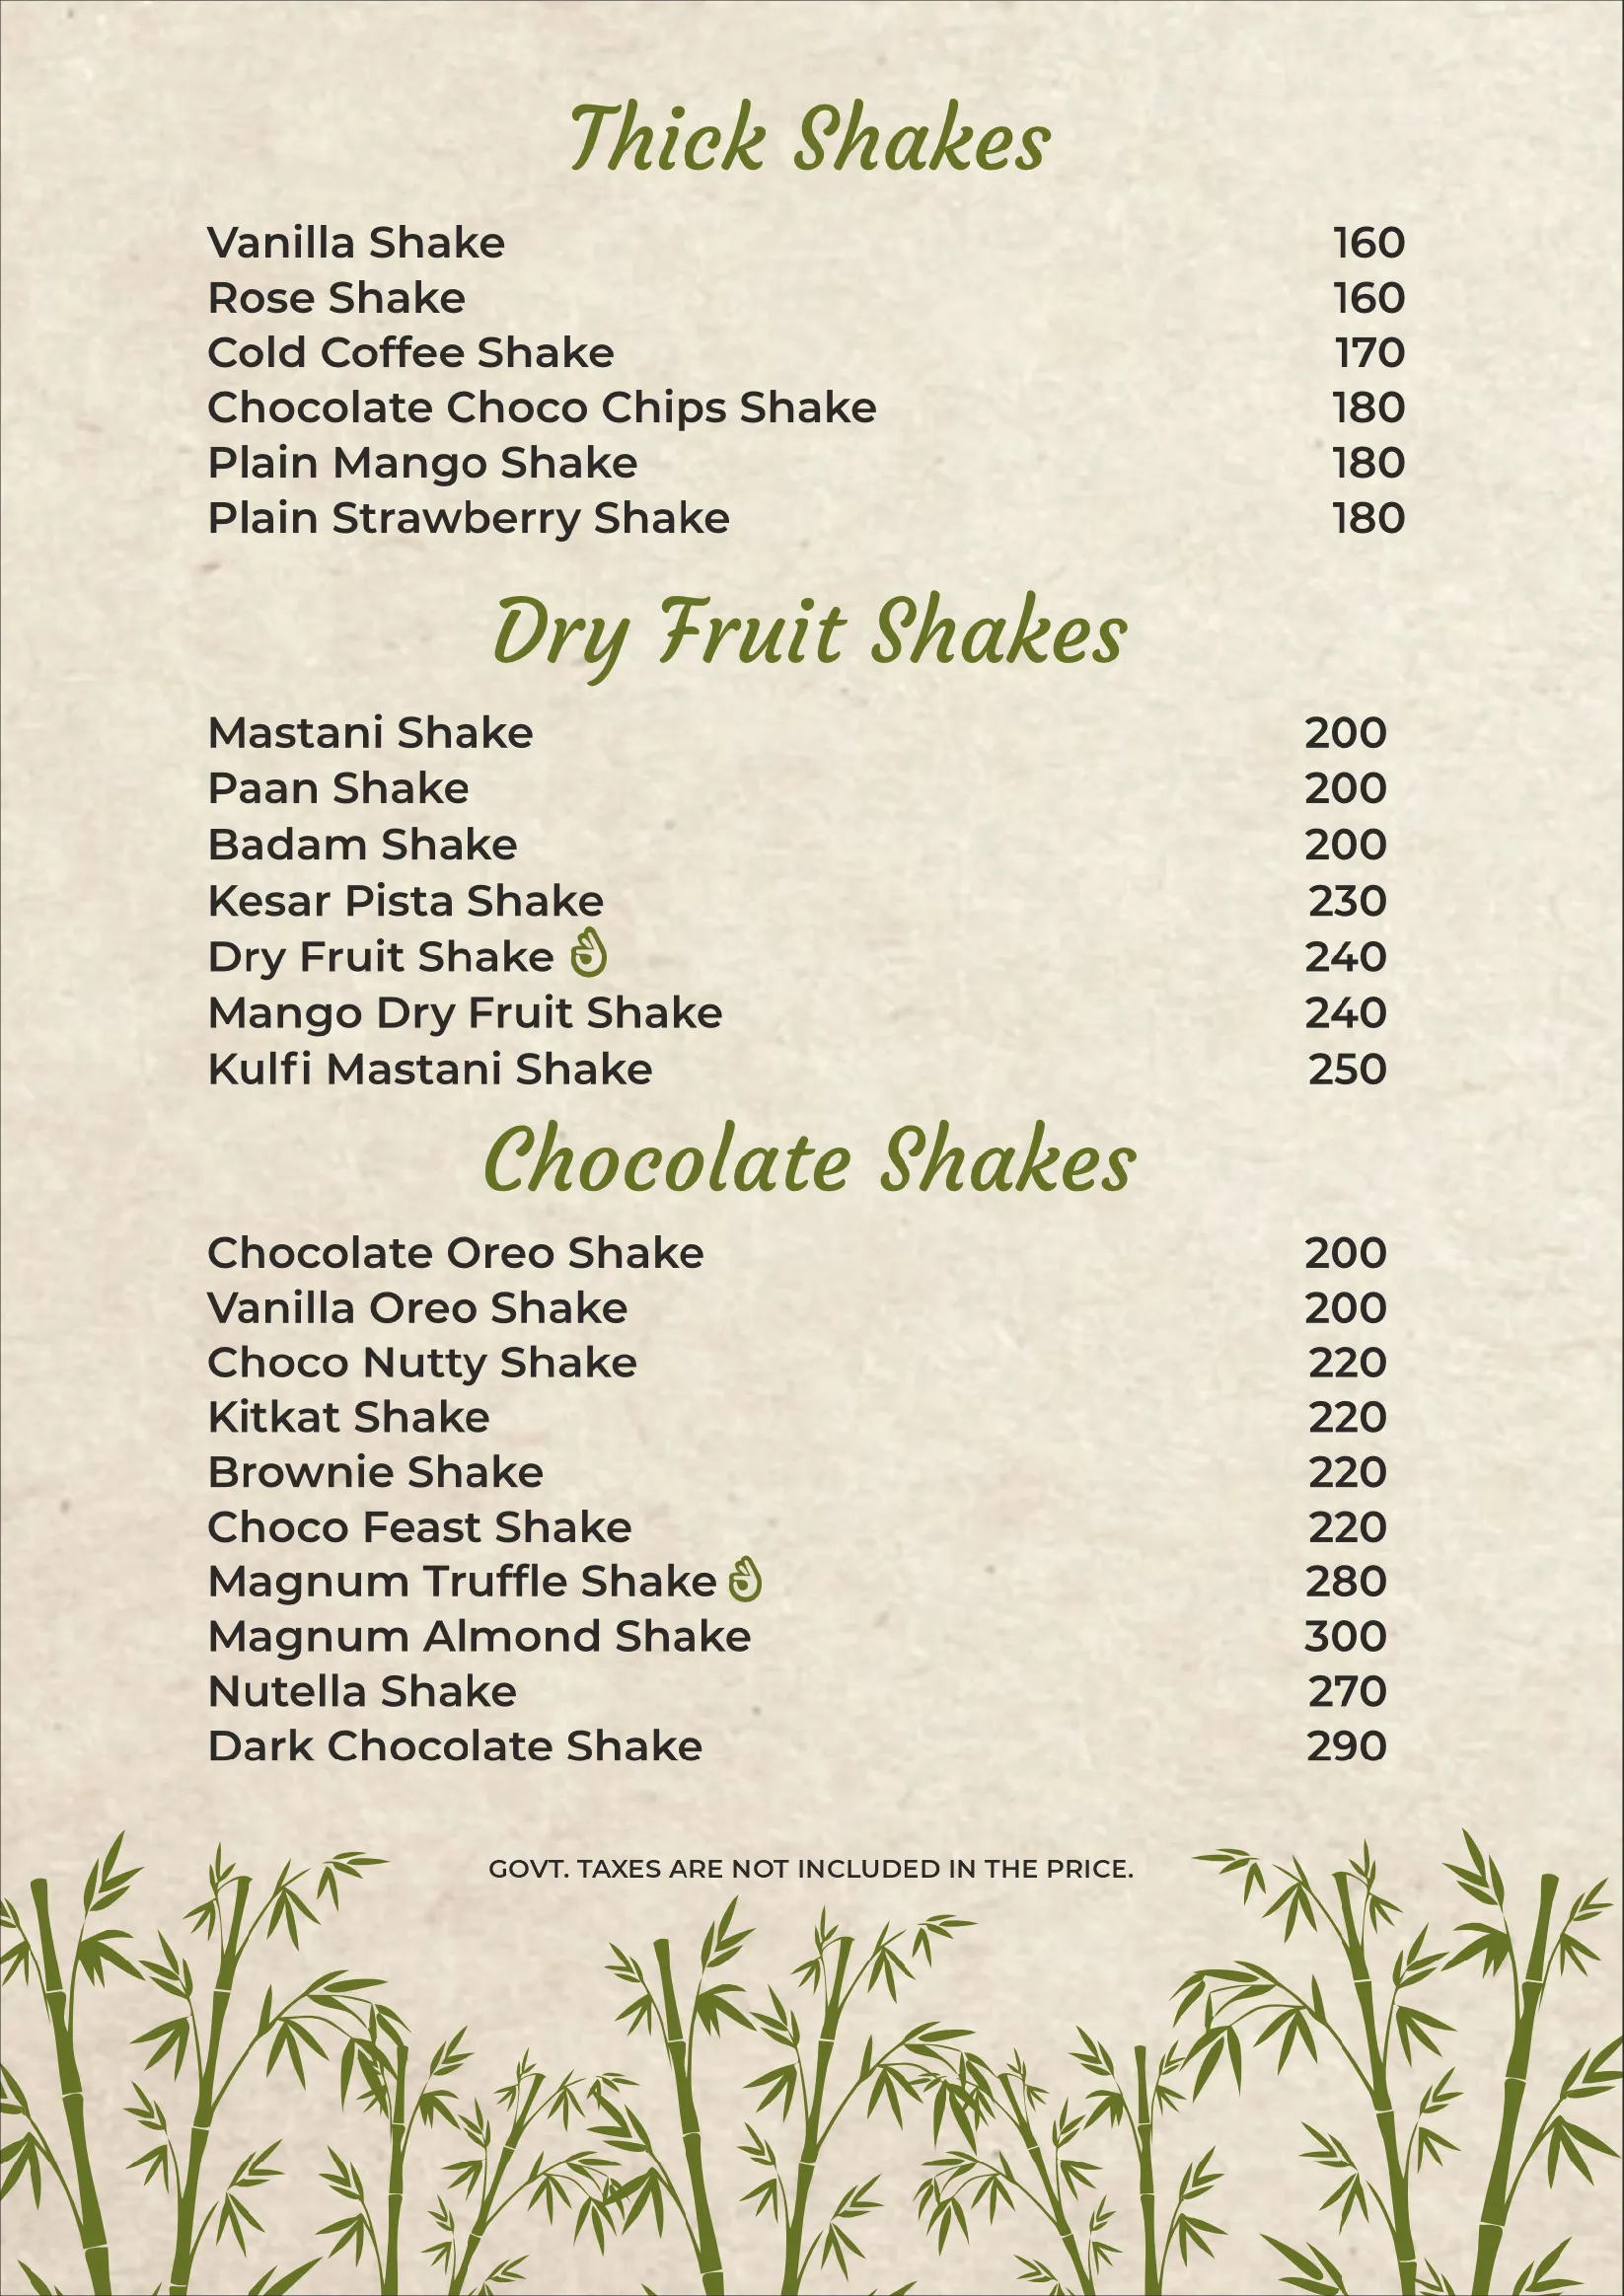 Thick Shakes
Vanilla Shake 160
Rose Shake 160
Cold Coffee Shake 170
Chocolate Choco Chips Shake 180
Plain Mango Shake 180
Plain Strawberry Shake 180
Dry Fruit Shakes
Mastani Shake 200
Paan Shake 200
Badam Shake 200
Kesar Pista Shake 230
Dry Fruit Shake 240
Mango Dry Fruit Shake 240
Kulfi Mastani Shake 250
Chocolate Shakes
Chocolate Oreo Shake 200
Vanilla Oreo Shake 200
Choco Nutty Shake 220
Kitkat Shake 220
Brownie Shake 220
Choco Feast Shake 220
Magnum Truffle Shake 280
Magnum Almond Shake 300
Nutella Shake 270
Dark Chocolate Shake 290
GOVT. TAXES ARE NOT INCLUDED IN THE PRICE.